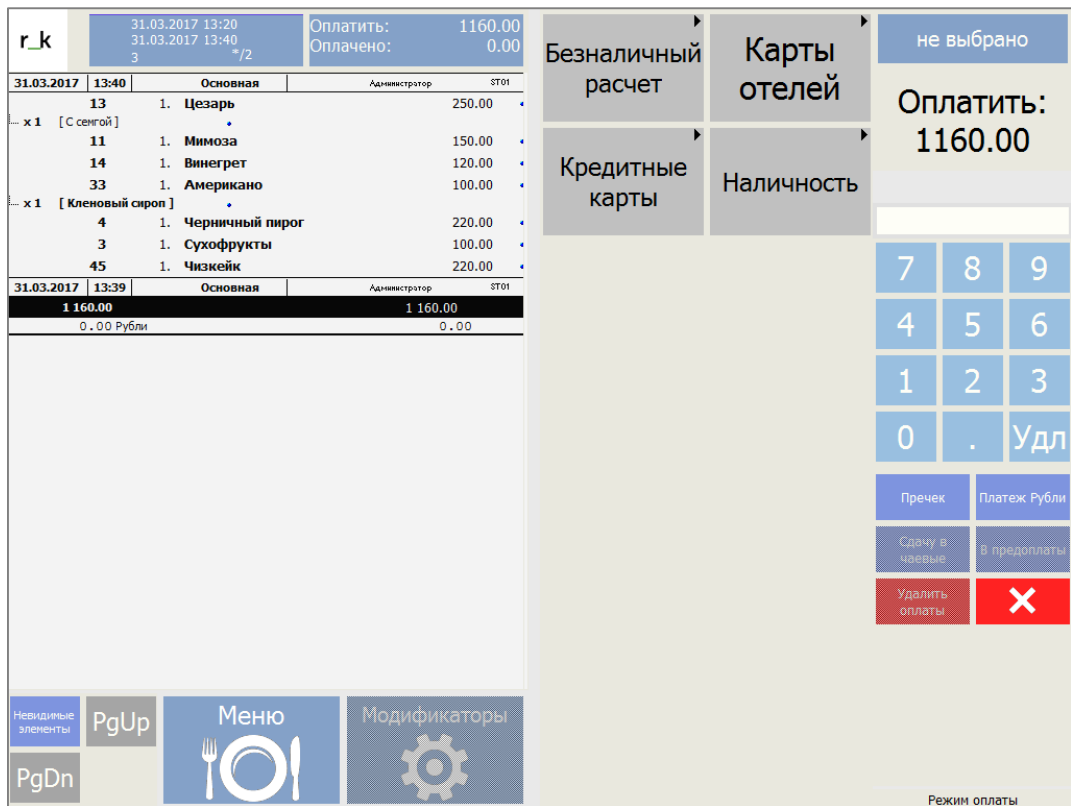 r_k
31.03.2017 13:20
31.03.2017 13:40
3 */2
Оплатить: 1160.00
Оплачено: 0.00
31.03.2017 13:40 Основная Администратор ST01
13 1. Цезарь 250.00
x 1 [ С семгой ]
11 1. Мимоза 150.00
14 1. Винегрет 120.00
33 1. Американо 100.00
x 1 [ Кленовый сироп ]
4 1. Черничный пирог 220.00
3 1. Сухофрукты 100.00
45 1. Чизкейк 220.00
31.03.2017 13:39 Основная Администратор ST01
1 160.00 1 160.00
0.00 Рубли 0.00
Невидимые
элементы
PgUp
Меню
Модификаторы
PgDn
Безналичный
расчет
Карты
отелей
Кредитные
карты
Наличность
не выбрано
Оплатить:
1160.00
7 8 9
4 5 6
1 2 3
0 . Удл
Пречек Платеж Рубли
Сдачу в
чаевые
В предоплаты
Удалить
оплаты
Режим оплаты